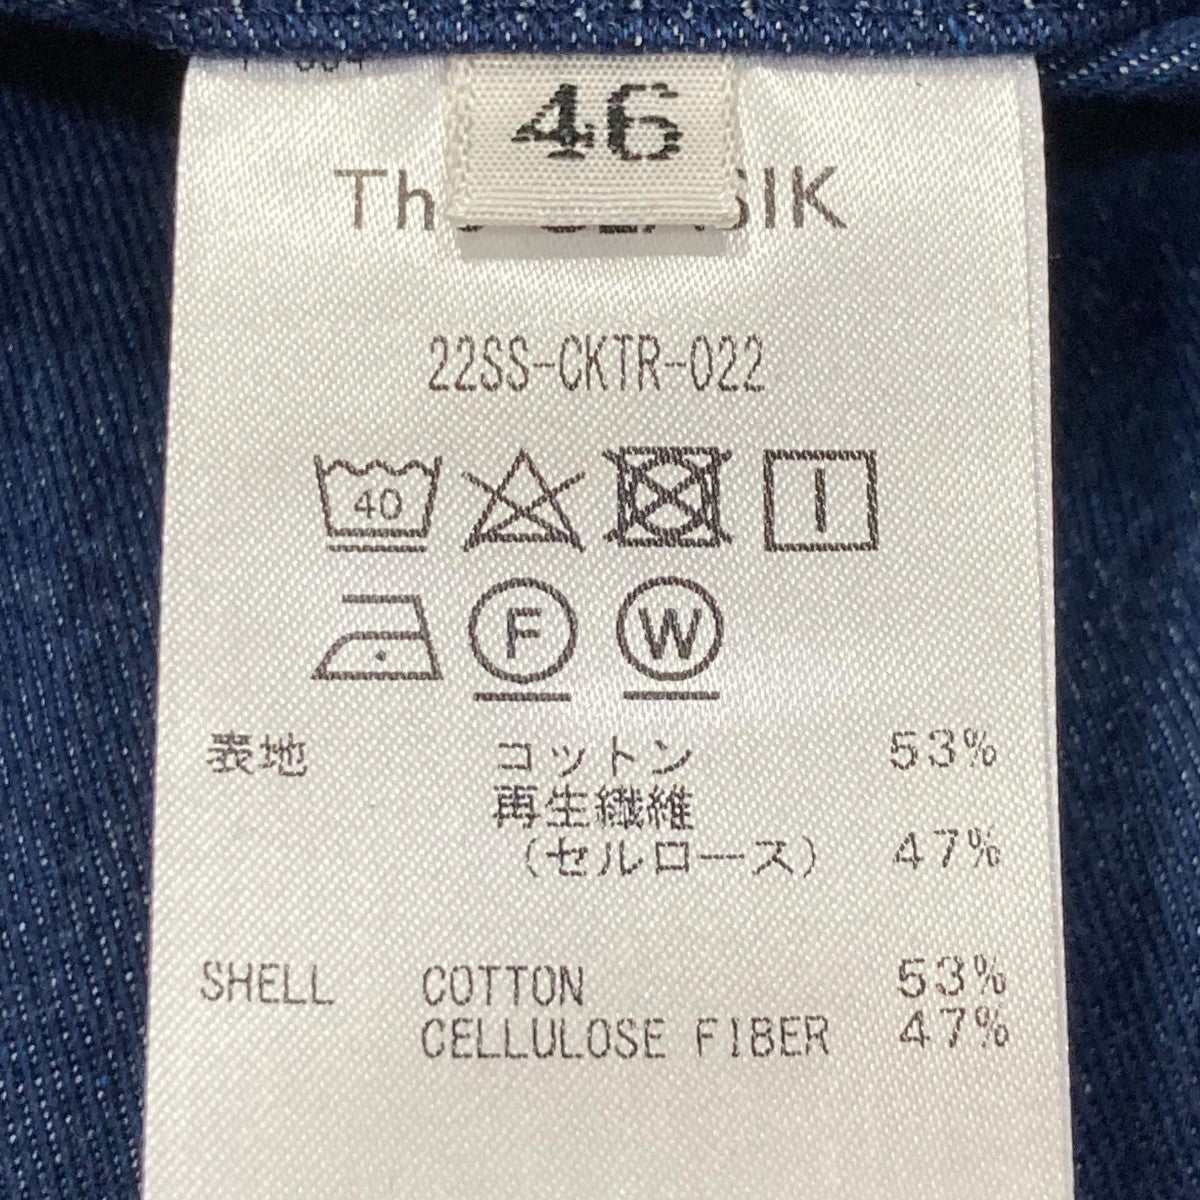 46
SIK
22SS-CKTR-022
40
F W
表地 コットン 53%
再生繊維
(セルロース) 47%
SHELL COTTON 53%
CELLULOSE FIBER 47%